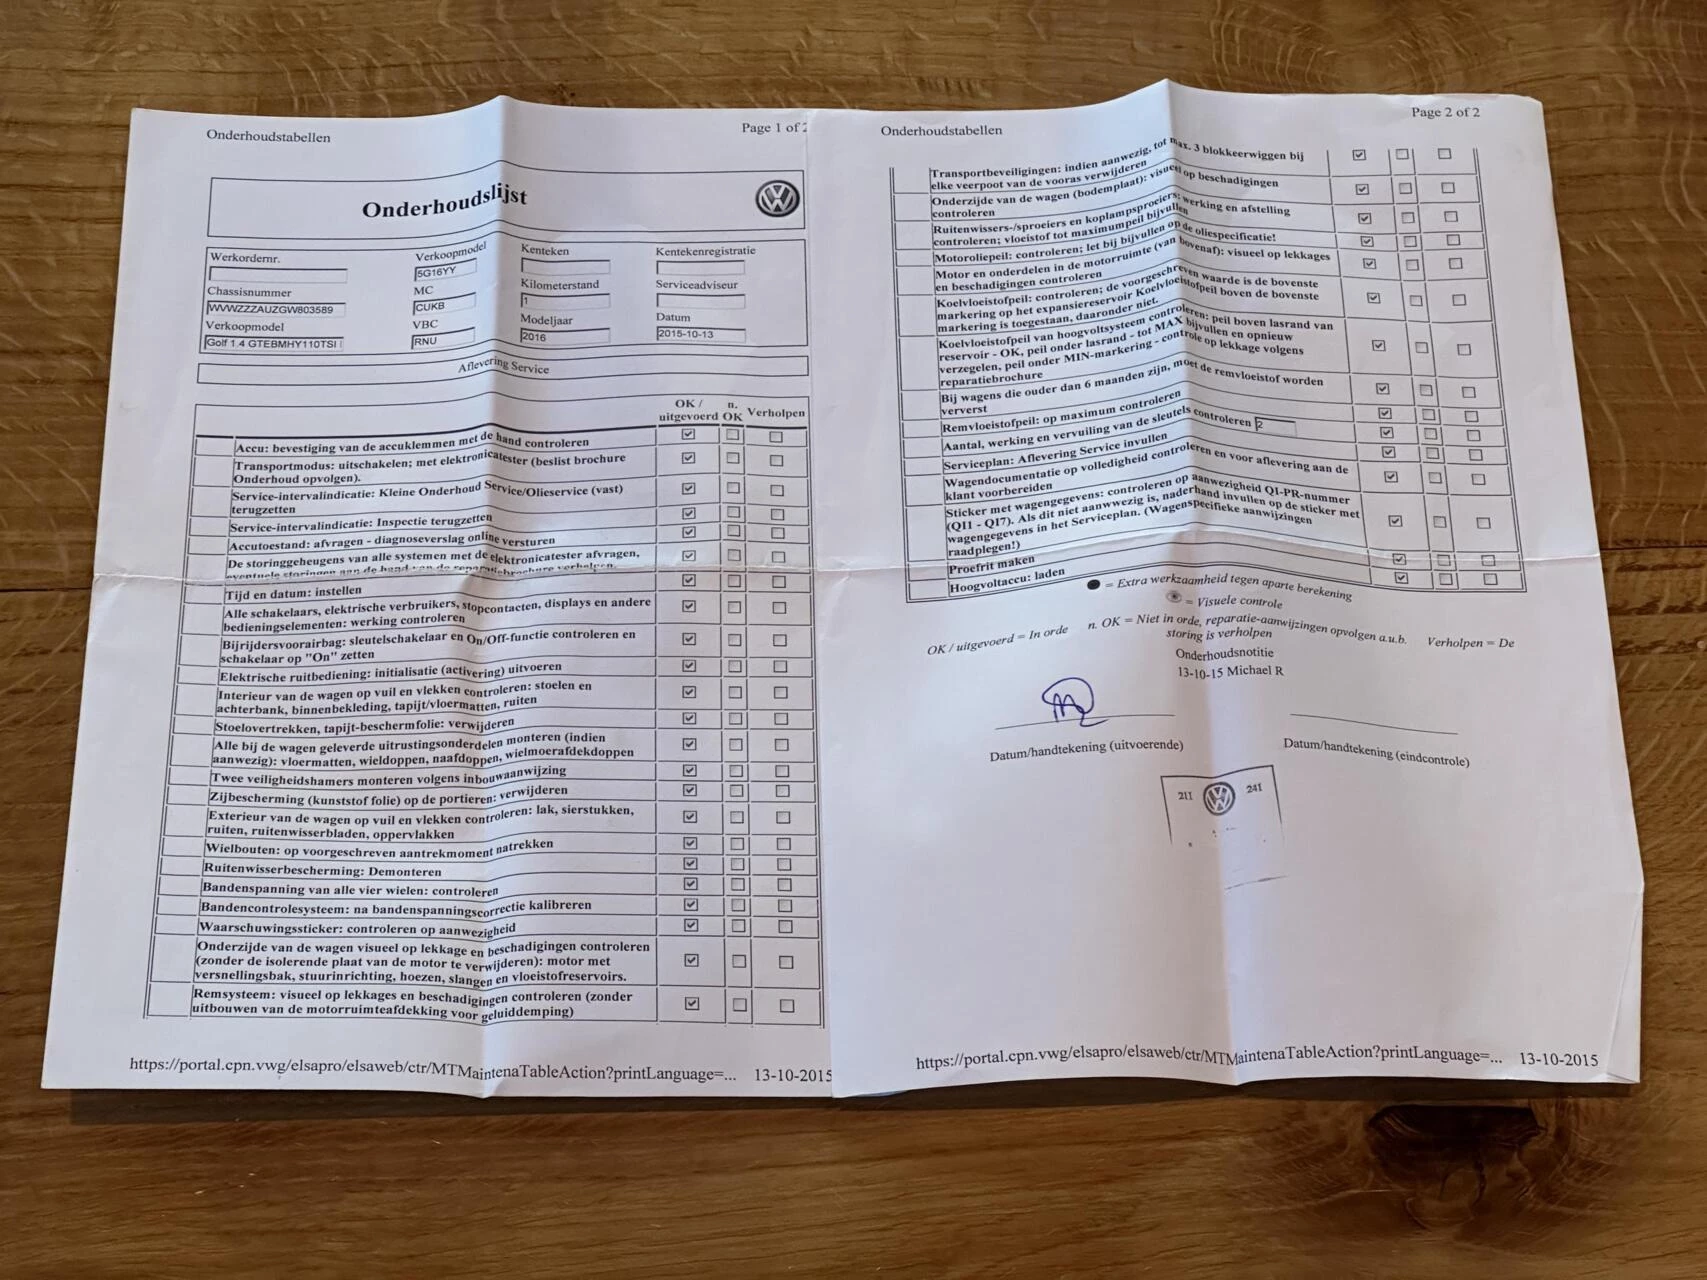 Onderhoudstabellen
Page 1 of 2
Onderhoudslijst
Werkordernr.
Verkoopmodel
Kenteken
Kentekenregistratie
5G16YY
Chassisnummer
MC
Kilometerstand
Serviceadviseur
WVWZZZAUZGW803589
CUKB
1
Verkoopmodel
VBC
Modeljaar
Datum
Golf 1.4 GTEBMHY110TSI
RNU
2016
2015-10-13
Aflevering Service
OK /
uitgevoerd
n.
OK
Verholpen
Accu: bevestiging van de accuklemmen met de hand controleren
Transportmodus: uitschakelen; met elektronicatester (beslist brochure
Onderhoud opvolgen).
Service-intervalindicatie: Kleine Onderhoud Service/Olieservice (vast)
terugzetten
Service-intervalindicatie: Inspectie terugzetten
Accutoestand: afvragen - diagnoseverslag online versturen
De storinggeheugens van alle systemen met de elektronicatester afvragen,
eventuele storingen aan de hand van de reparatiebrochure verhelpen.
Tijd en datum: instellen
Alle schakelaars, elektrische verbruikers, stopcontacten, displays en andere
bedieningselementen: werking controleren
Bijrijdersvoorairbag: sleutelschakelaar en On/Off-functie controleren en
schakelaar op "On" zetten
Elektrische ruitbediening: initialisatie (activering) uitvoeren
Interieur van de wagen op vuil en vlekken controleren: stoelen en
achterbank, binnenbekleding, tapijt/vloermatten, ruiten
Stoelovertrekken, tapijt-beschermfolie: verwijderen
Alle bij de wagen geleverde uitrustingsonderdelen monteren (indien
aanwezig): vloermatten, wieldoppen, naafdoppen, wielmoerafdekdoppen
Twee veiligheidshamers monteren volgens inbouwaanwijzing
Zijbescherming (kunststof folie) op de portieren: verwijderen
Exterieur van de wagen op vuil en vlekken controleren: lak, sierstukken,
ruiten, ruitenwisserbladen, oppervlakken
Wielbouten: op voorgeschreven aantrekmoment natrekken
Ruitenwisserbescherming: Demonteren
Bandenspanning van alle vier wielen: controleren
Bandencontrolesysteem: na bandenspanningscorrectie kalibreren
Waarschuwingssticker: controleren op aanwezigheid
Onderzijde van de wagen visueel op lekkage en beschadigingen controleren
(zonder de isolerende plaat van de motor te verwijderen): motor met
versnellingsbak, stuurinrichting, hoezen, slangen en vloeistofreservoirs.
Remsysteem: visueel op lekkages en beschadigingen controleren (zonder
uitbouwen van de motorruimteafdekking voor geluiddemping)
https://portal.cpn.vwg/elsapro/elsaweb/ctr/MTMaintenaTableAction?printLanguage=... 13-10-2015
Onderhoudstabellen
Page 2 of 2
Transportbeveiligingen: indien aanwezig, tot max. 3 blokkeerwiggen bij
elke veerpoot van de vooras verwijderen
Onderzijde van de wagen (bodemplaat): visueel op beschadigingen
controleren
Ruitenwissers-/sproeiers en koplampsproeiers: werking en afstelling
controleren; vloeistof tot maximumpeil bijvullen
Motoroliepeil: controleren; let bij bijvullen op de oliespecificatie!
Motor en onderdelen in de motorruimte (van bovenaf): visueel op lekkages
en beschadigingen controleren
Koelvloeistofpeil: controleren; de voorgeschreven waarde is de bovenste
markering op het expansiereservoir Koelvloeistofpeil boven de bovenste
markering is toegestaan, daaronder niet.
Koelvloeistofpeil van hoogvoltsysteem controleren: peil boven lasrand van
reservoir - OK, peil onder lasrand - tot MAX bijvullen en opnieuw
verzegelen, peil onder MIN-markering - controle op lekkage volgens
reparatiebrochure
Bij wagens die ouder dan 6 maanden zijn, moet de remvloeistof worden
ververst
Remvloeistofpeil: op maximum controleren
Aantal, werking en vervuiling van de sleutels controleren 2
Serviceplan: Aflevering Service invullen
Wagendocumentatie op volledigheid controleren en voor aflevering aan de
klant voorbereiden
Sticker met wagengegevens: controleren op aanwezigheid QI-PR-nummer
(QI1 - QI7). Als dit niet aanwezig is, naderhand invullen op de sticker met
wagengegevens in het Serviceplan. (Wagenspecifieke aanwijzingen
raadplegen!)
Proefrit maken
Hoogvoltaccu: laden
= Extra werkzaamheid tegen aparte berekening
= Visuele controle
OK / uitgevoerd = In orde n. OK = Niet in orde, reparatie-aanwijzingen opvolgen a.u.b. Verholpen = De
storing is verholpen
Onderhoudsnotitie
13-10-15 Michael R
Datum/handtekening (uitvoerende)
Datum/handtekening (eindcontrole)
211 241
https://portal.cpn.vwg/elsapro/elsaweb/ctr/MTMaintenaTableAction?printLanguage=... 13-10-2015